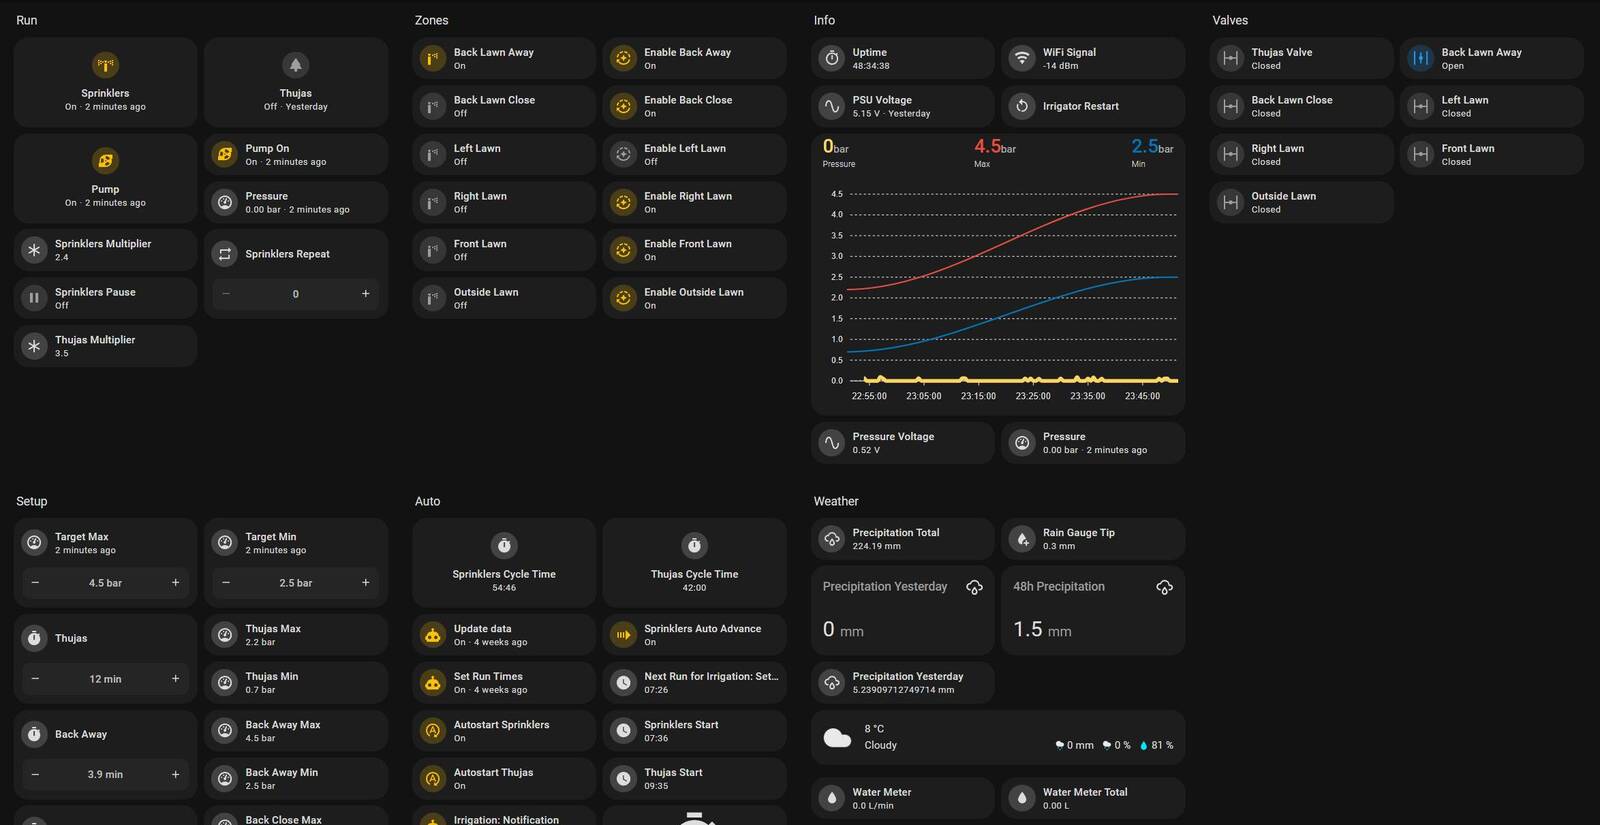 Run
Sprinklers
On · 2 minutes ago
Thujas
Off · Yesterday
Pump
On · 2 minutes ago
Pump On
On · 2 minutes ago
Pressure
0.00 bar · 2 minutes ago
Sprinklers Multiplier
2.4
Sprinklers Repeat
− 0 +
Sprinklers Pause
Off
Thujas Multiplier
3.5
Zones
Back Lawn Away
On
Enable Back Away
On
Back Lawn Close
Off
Enable Back Close
On
Left Lawn
Off
Enable Left Lawn
Off
Right Lawn
Off
Enable Right Lawn
On
Front Lawn
Off
Enable Front Lawn
On
Outside Lawn
Off
Enable Outside Lawn
On
Info
Uptime
48:34:38
WiFi Signal
-14 dBm
PSU Voltage
5.15 V · Yesterday
Irrigator Restart
0bar
Pressure
4.5bar
Max
2.5bar
Min
4.5
4.0
3.5
3.0
2.5
2.0
1.5
1.0
0.5
0.0
22:55:00 23:05:00 23:15:00 23:25:00 23:35:00 23:45:00
Pressure Voltage
0.52 V
Pressure
0.00 bar · 2 minutes ago
Valves
Thujas Valve
Closed
Back Lawn Away
Open
Back Lawn Close
Closed
Left Lawn
Closed
Right Lawn
Closed
Front Lawn
Closed
Outside Lawn
Closed
Setup
Target Max
2 minutes ago
− 4.5 bar +
Target Min
2 minutes ago
− 2.5 bar +
Thujas
− 12 min +
Thujas Max
2.2 bar
Thujas Min
0.7 bar
Back Away
− 3.9 min +
Back Away Max
4.5 bar
Back Away Min
2.5 bar
Back Close Max
Auto
Sprinklers Cycle Time
54:46
Thujas Cycle Time
42:00
Update data
On · 4 weeks ago
Sprinklers Auto Advance
On
Set Run Times
On · 4 weeks ago
Next Run for Irrigation: Set...
07:26
Autostart Sprinklers
On
Sprinklers Start
07:36
Autostart Thujas
On
Thujas Start
09:35
Irrigation: Notification
Weather
Precipitation Total
224.19 mm
Rain Gauge Tip
0.3 mm
Precipitation Yesterday
0 mm
48h Precipitation
1.5 mm
Precipitation Yesterday
5.23909712749714 mm
8 °C
Cloudy
0 mm 0 % 81 %
Water Meter
0.0 L/min
Water Meter Total
0.00 L